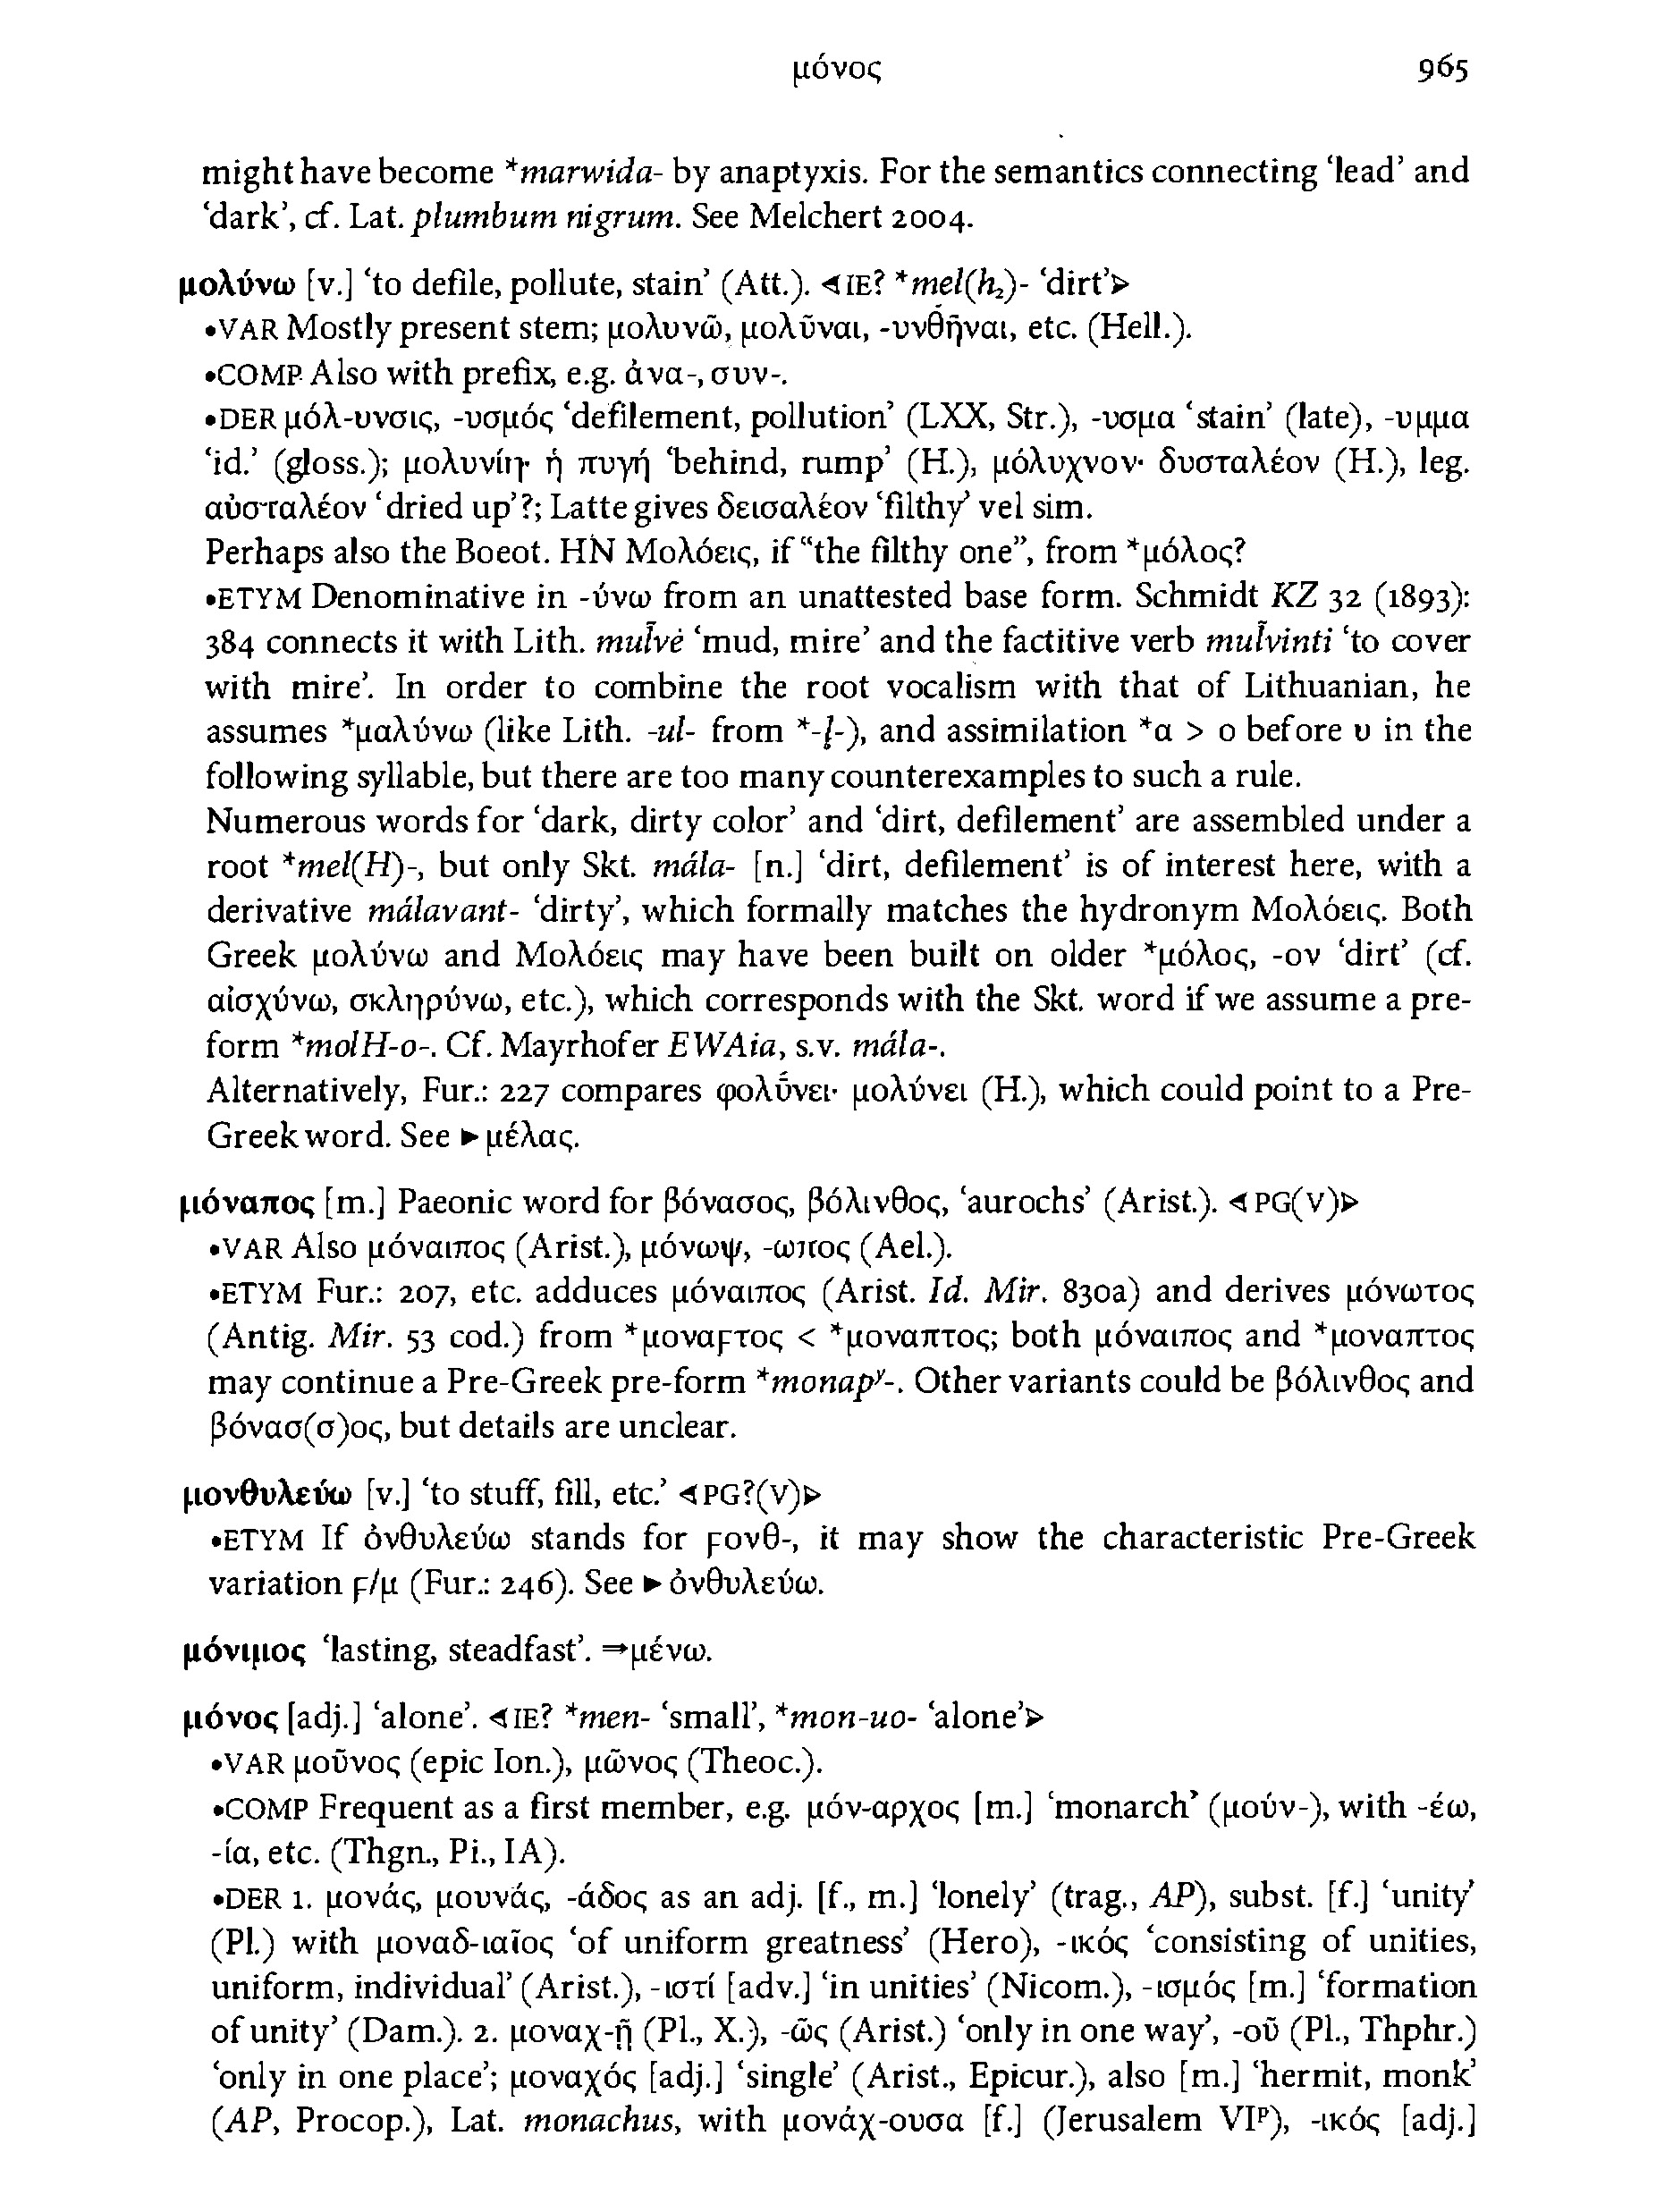 μόνος 965
might have become *marwida- by anaptyxis. For the semantics connecting ‘lead’ and
‘dark’, cf. Lat. plumbum nigrum. See Melchert 2004.
μολύνω [v.] ‘to defile, pollute, stain’ (Att.). ◁IE? *mel(h₂)- ‘dirt’▷
•VAR Mostly present stem; μολυνῶ, μολῦναι, -υνθῆναι, etc. (Hell.).
•COMP Also with prefix, e.g. ἀνα-, συν-.
•DER μόλ-υνσις, -υσμός ‘defilement, pollution’ (LXX, Str.), -υσμα ‘stain’ (late), -υμμα
‘id.’ (gloss.); μολυνίη· ἡ πυγή ‘behind, rump’ (H.), μόλυχνον· δυσταλέον (H.), leg.
αὐσταλέον ‘dried up’?; Latte gives δεισαλέον ‘filthy’ vel sim.
Perhaps also the Boeot. HN Μολόεις, if “the filthy one”, from *μόλος?
•ETYM Denominative in -ύνω from an unattested base form. Schmidt KZ 32 (1893):
384 connects it with Lith. mul̃vė ‘mud, mire’ and the factitive verb mul̃vinti ‘to cover
with mire’. In order to combine the root vocalism with that of Lithuanian, he
assumes *μαλύνω (like Lith. -ul- from *-l̥-), and assimilation *α > ο before υ in the
following syllable, but there are too many counterexamples to such a rule.
Numerous words for ‘dark, dirty color’ and ‘dirt, defilement’ are assembled under a
root *mel(H)-, but only Skt. mála- [n.] ‘dirt, defilement’ is of interest here, with a
derivative málavant- ‘dirty’, which formally matches the hydronym Μολόεις. Both
Greek μολύνω and Μολόεις may have been built on older *μόλος, -ον ‘dirt’ (cf.
αἰσχύνω, σκληρύνω, etc.), which corresponds with the Skt. word if we assume a pre-
form *molH-o-. Cf. Mayrhofer EWAia, s.v. mála-.
Alternatively, Fur.: 227 compares φολύνει· μολύνει (H.), which could point to a Pre-
Greek word. See ►μέλας.
μόναπος [m.] Paeonic word for βόνασος, βόλινθος, ‘aurochs’ (Arist.). ◁PG(V)▷
•VAR Also μόναιπος (Arist.), μόνωψ, -ωπος (Ael.).
•ETYM Fur.: 207, etc. adduces μόναιπος (Arist. Id. Mir. 830a) and derives μόνωτος
(Antig. Mir. 53 cod.) from *μοναϝτος < *μοναπτος; both μόναιπος and *μοναπτος
may continue a Pre-Greek pre-form *monapʸ-. Other variants could be βόλινθος and
βόνασ(σ)ος, but details are unclear.
μονθυλεύω [v.] ‘to stuff, fill, etc.’ ◁PG?(V)▷
•ETYM If ὀνθυλεύω stands for ϝονθ-, it may show the characteristic Pre-Greek
variation ϝ/μ (Fur.: 246). See ►ὀνθυλεύω.
μόνιμος ‘lasting, steadfast’. ⇒μένω.
μόνος [adj.] ‘alone’. ◁IE? *men- ‘small’, *mon-uo- ‘alone’▷
•VAR μοῦνος (epic Ion.), μῶνος (Theoc.).
•COMP Frequent as a first member, e.g. μόν-αρχος [m.] ‘monarch’ (μούν-), with -έω,
-ία, etc. (Thgn., Pi., IA).
•DER 1. μονάς, μουνάς, -άδος as an adj. [f., m.] ‘lonely’ (trag., AP), subst. [f.] ‘unity’
(Pl.) with μοναδ-ιαῖος ‘of uniform greatness’ (Hero), -ικός ‘consisting of unities,
uniform, individual’ (Arist.), -ιστί [adv.] ‘in unities’ (Nicom.), -ισμός [m.] ‘formation
of unity’ (Dam.). 2. μοναχ-ῇ (Pl., X.), -ῶς (Arist.) ‘only in one way’, -οῦ (Pl., Thphr.)
‘only in one place’; μοναχός [adj.] ‘single’ (Arist., Epicur.), also [m.] ‘hermit, monk’
(AP, Procop.), Lat. monachus, with μονάχ-ουσα [f.] (Jerusalem VIᵖ), -ικός [adj.]